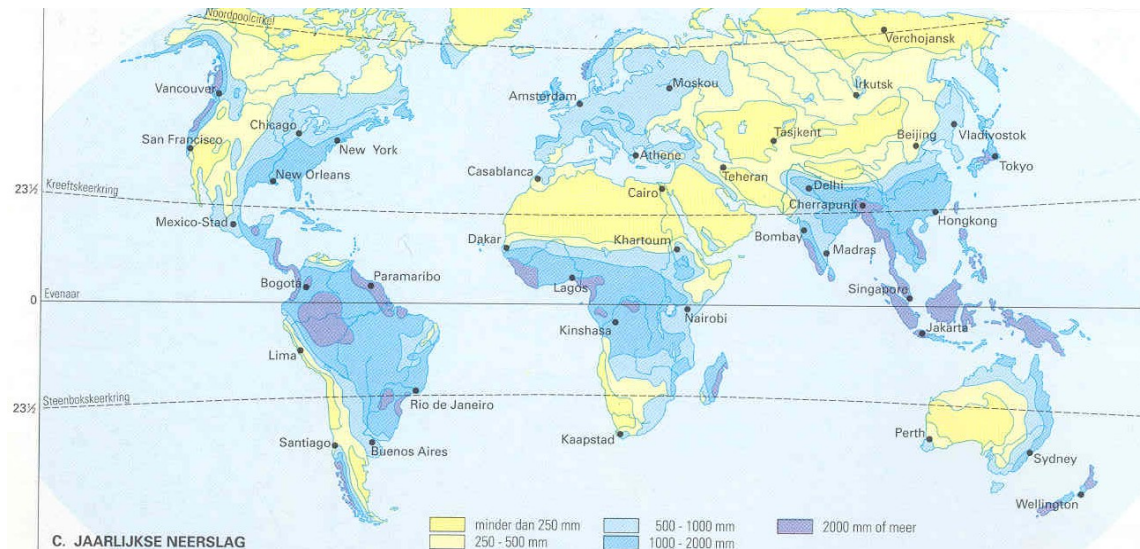 Noordpoolcirkel
Verchojansk
Moskou
Irkutsk
Vancouver
Amsterdam
Chicago
San Francisco
New York
Tasjkent
Beijing
Vladivostok
Athene
Tokyo
Casablanca
Teheran
New Orleans
23½
Kreeftskeerkring
Cairo
Delhi
Cherrapunji
Mexico-Stad
Hongkong
Dakar
Khartoum
Bombay
Madras
Bogota
Paramaribo
Lagos
Singapore
0
Evenaar
Kinshasa
Nairobi
Jakarta
Lima
Steenbokskeerkring
23½
Rio de Janeiro
Santiago
Buenos Aires
Kaapstad
Perth
Sydney
Wellington
minder dan 250 mm
500 - 1000 mm
2000 mm of meer
C. JAARLIJKSE NEERSLAG
250 - 500 mm
1000 - 2000 mm